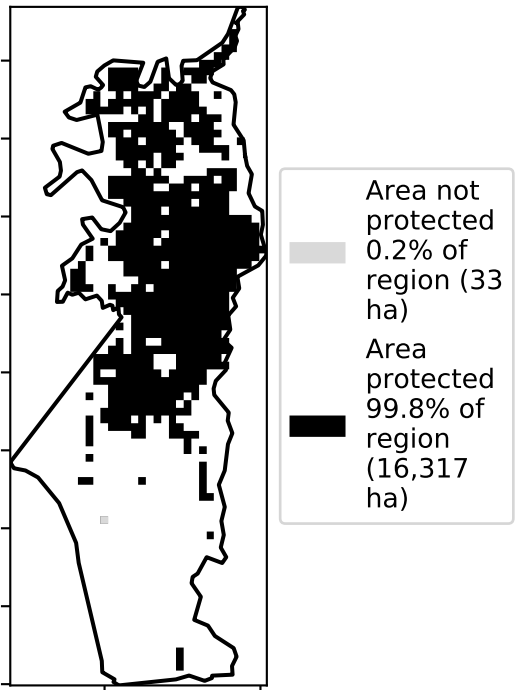 Area not
protected
0.2% of
region (33
ha)
Area
protected
99.8% of
region
(16,317
ha)